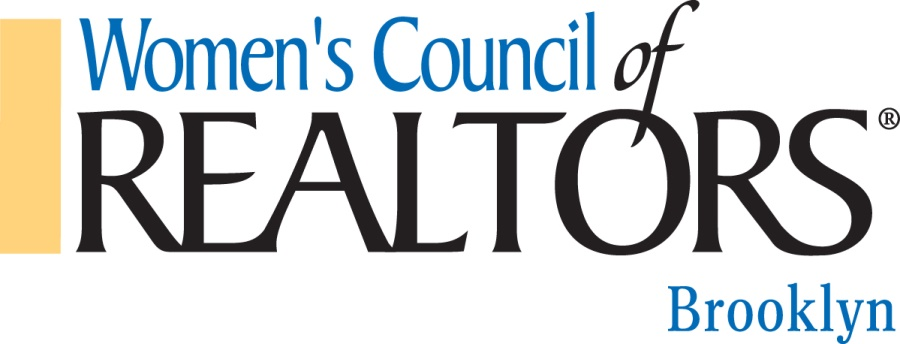 Women's Council of
REALTORS®
Brooklyn